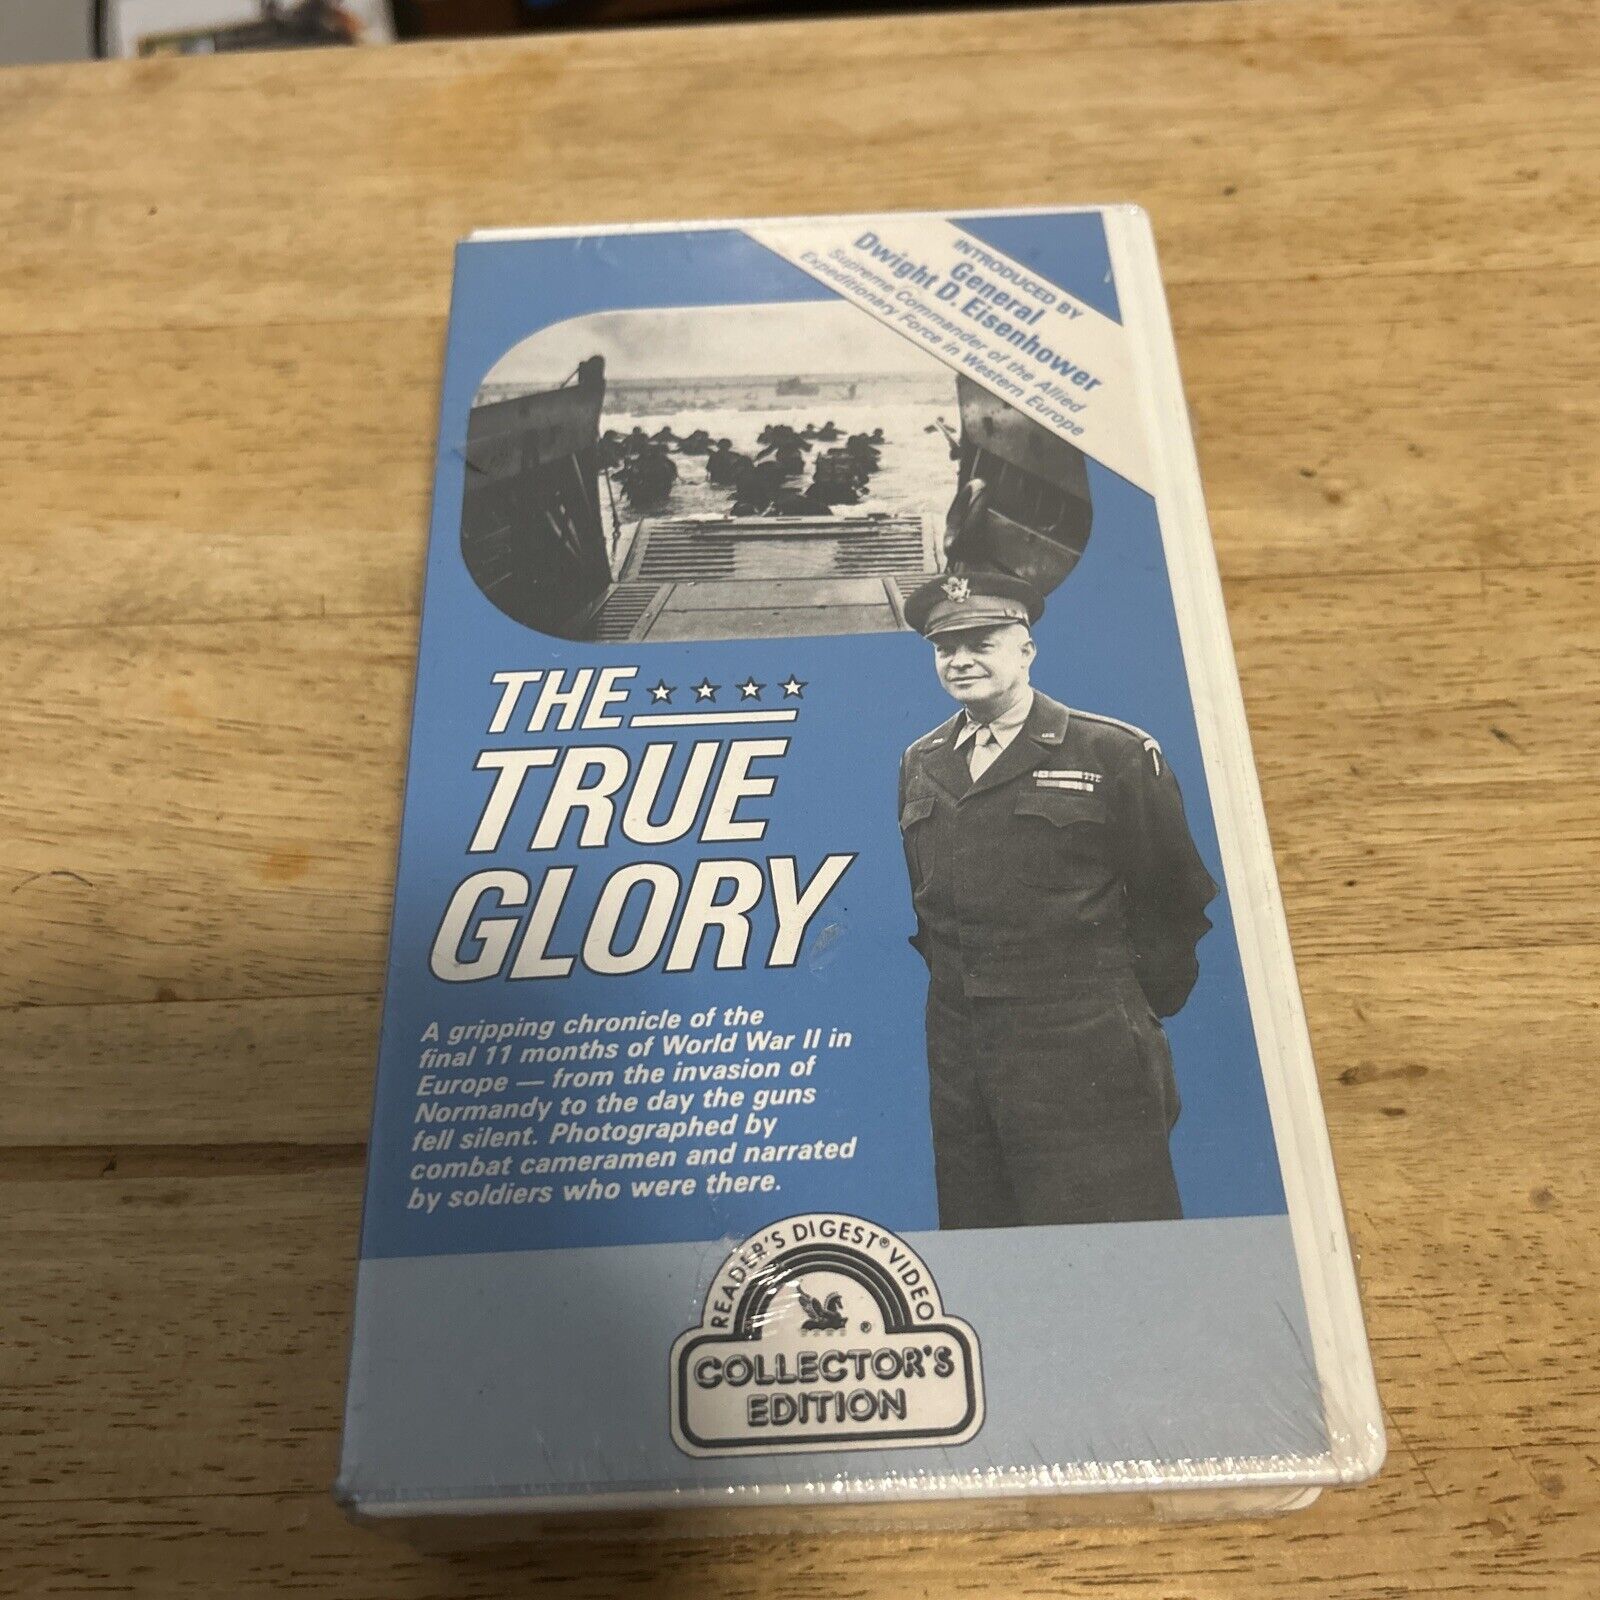 INTRODUCED BY
General
Dwight D. Eisenhower
Supreme Commander of the Allied
Expeditionary Force in Western Europe
THE
TRUE
GLORY
A gripping chronicle of the
final 11 months of World War II in
Europe — from the invasion of
Normandy to the day the guns
fell silent. Photographed by
combat cameramen and narrated
by soldiers who were there.
READER'S DIGEST® VIDEO
®
COLLECTOR'S
EDITION